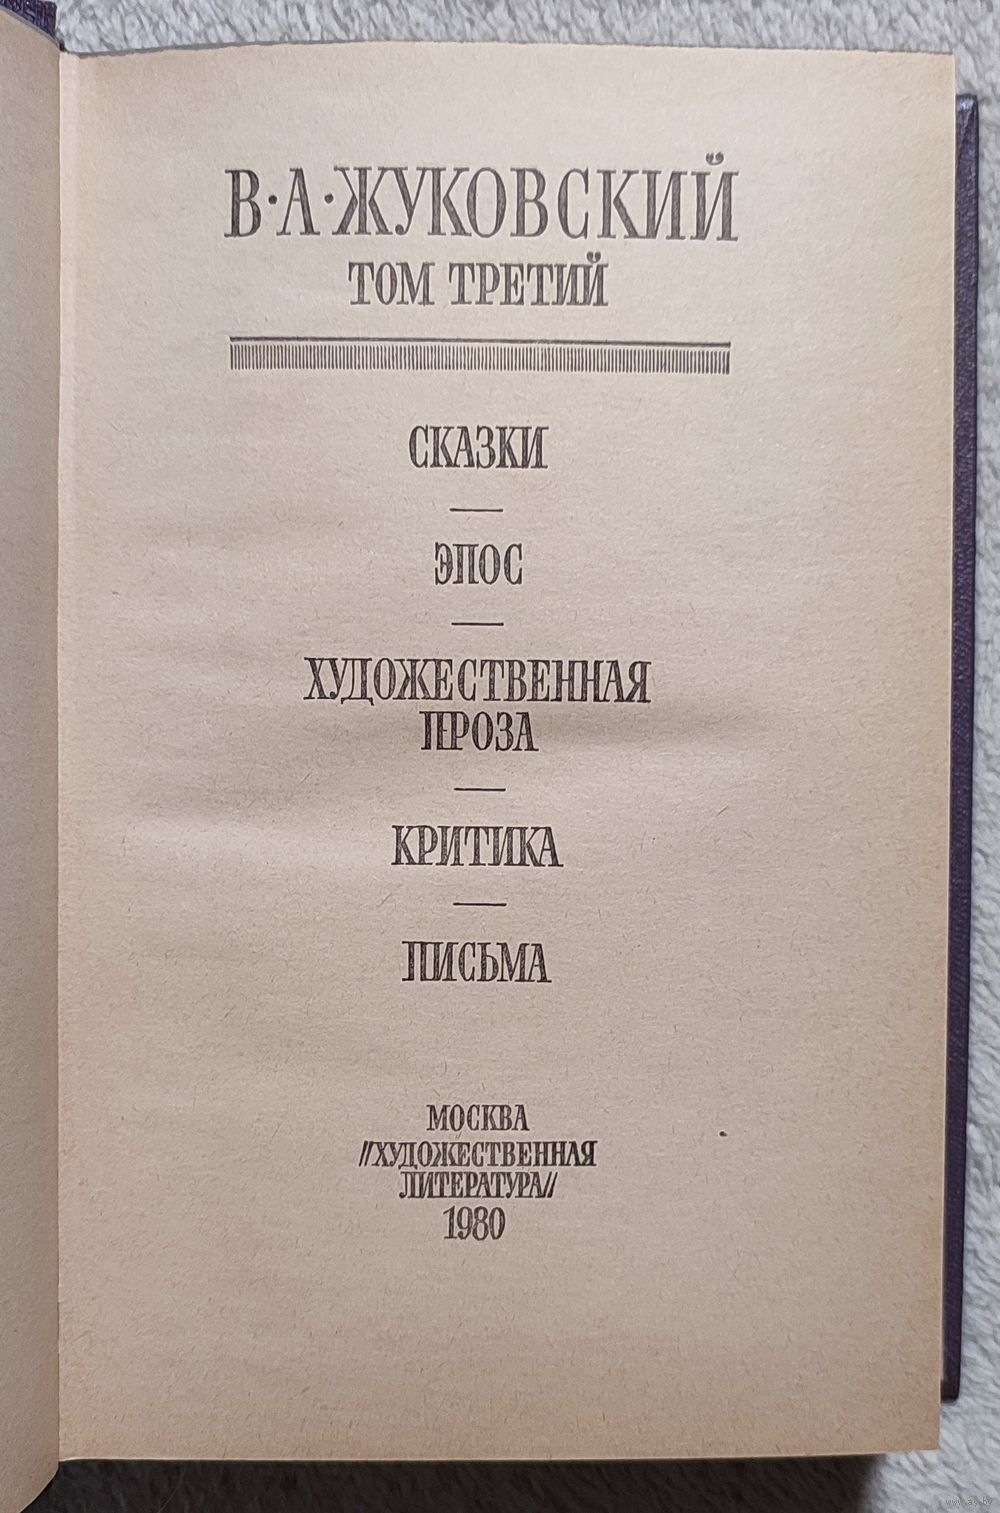 В·А·ЖУКОВСКИЙ
ТОМ ТРЕТИЙ
СКАЗКИ
ЭПОС
ХУДОЖЕСТВЕННАЯ
ПРОЗА
КРИТИКА
ПИСЬМА
МОСКВА
//ХУДОЖЕСТВЕННАЯ
ЛИТЕРАТУРА//
1980